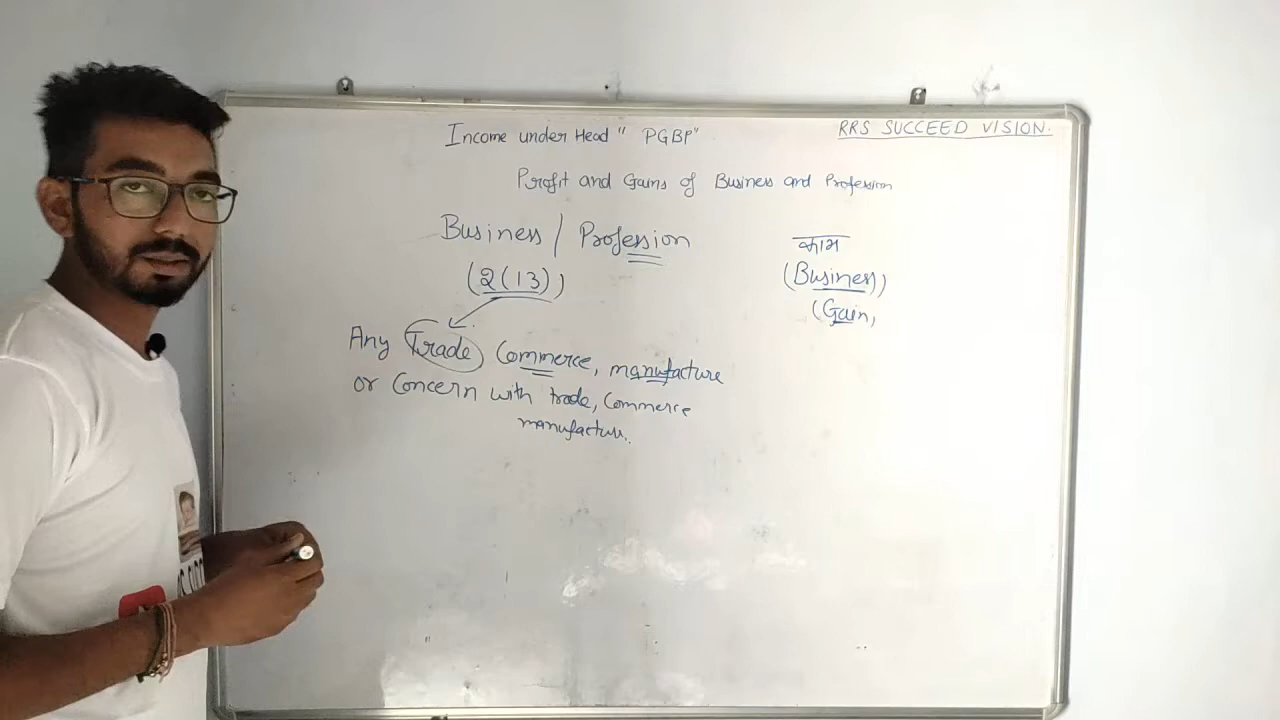 Income under Head " PGBP"
RRS SUCCEED VISION.
Profit and Gains of Business and Profession
Business / Profession
(2(13))
काम
(Business)
(Gain,
Any Trade Commerce, manufacture
or Concern with trade, Commerce
manufacture.